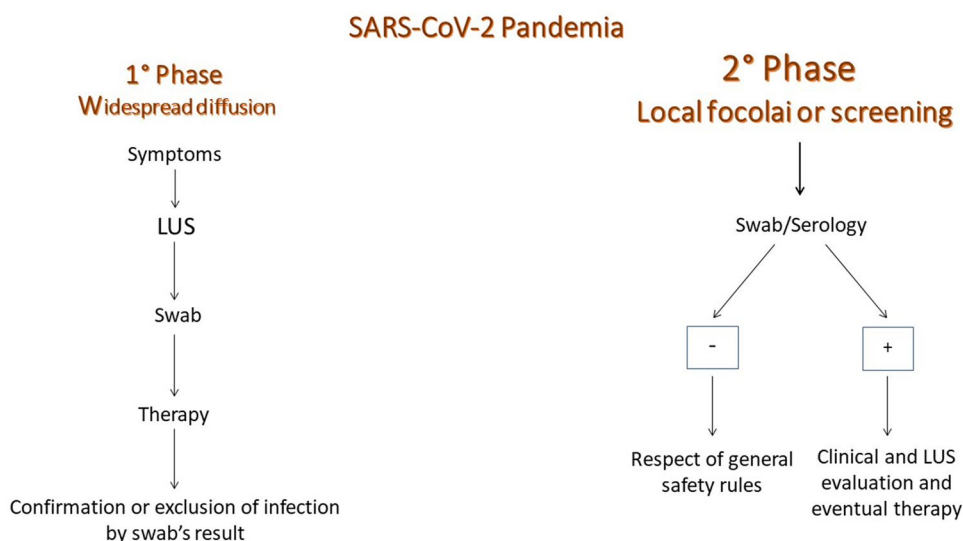 SARS-CoV-2 Pandemia
1° Phase
Widespread diffusion
Symptoms
LUS
Swab
Therapy
Confirmation or exclusion of infection
by swab's result
2° Phase
Local focolai or screening
Swab/Serology
-
+
Respect of general
safety rules
Clinical and LUS
evaluation and
eventual therapy